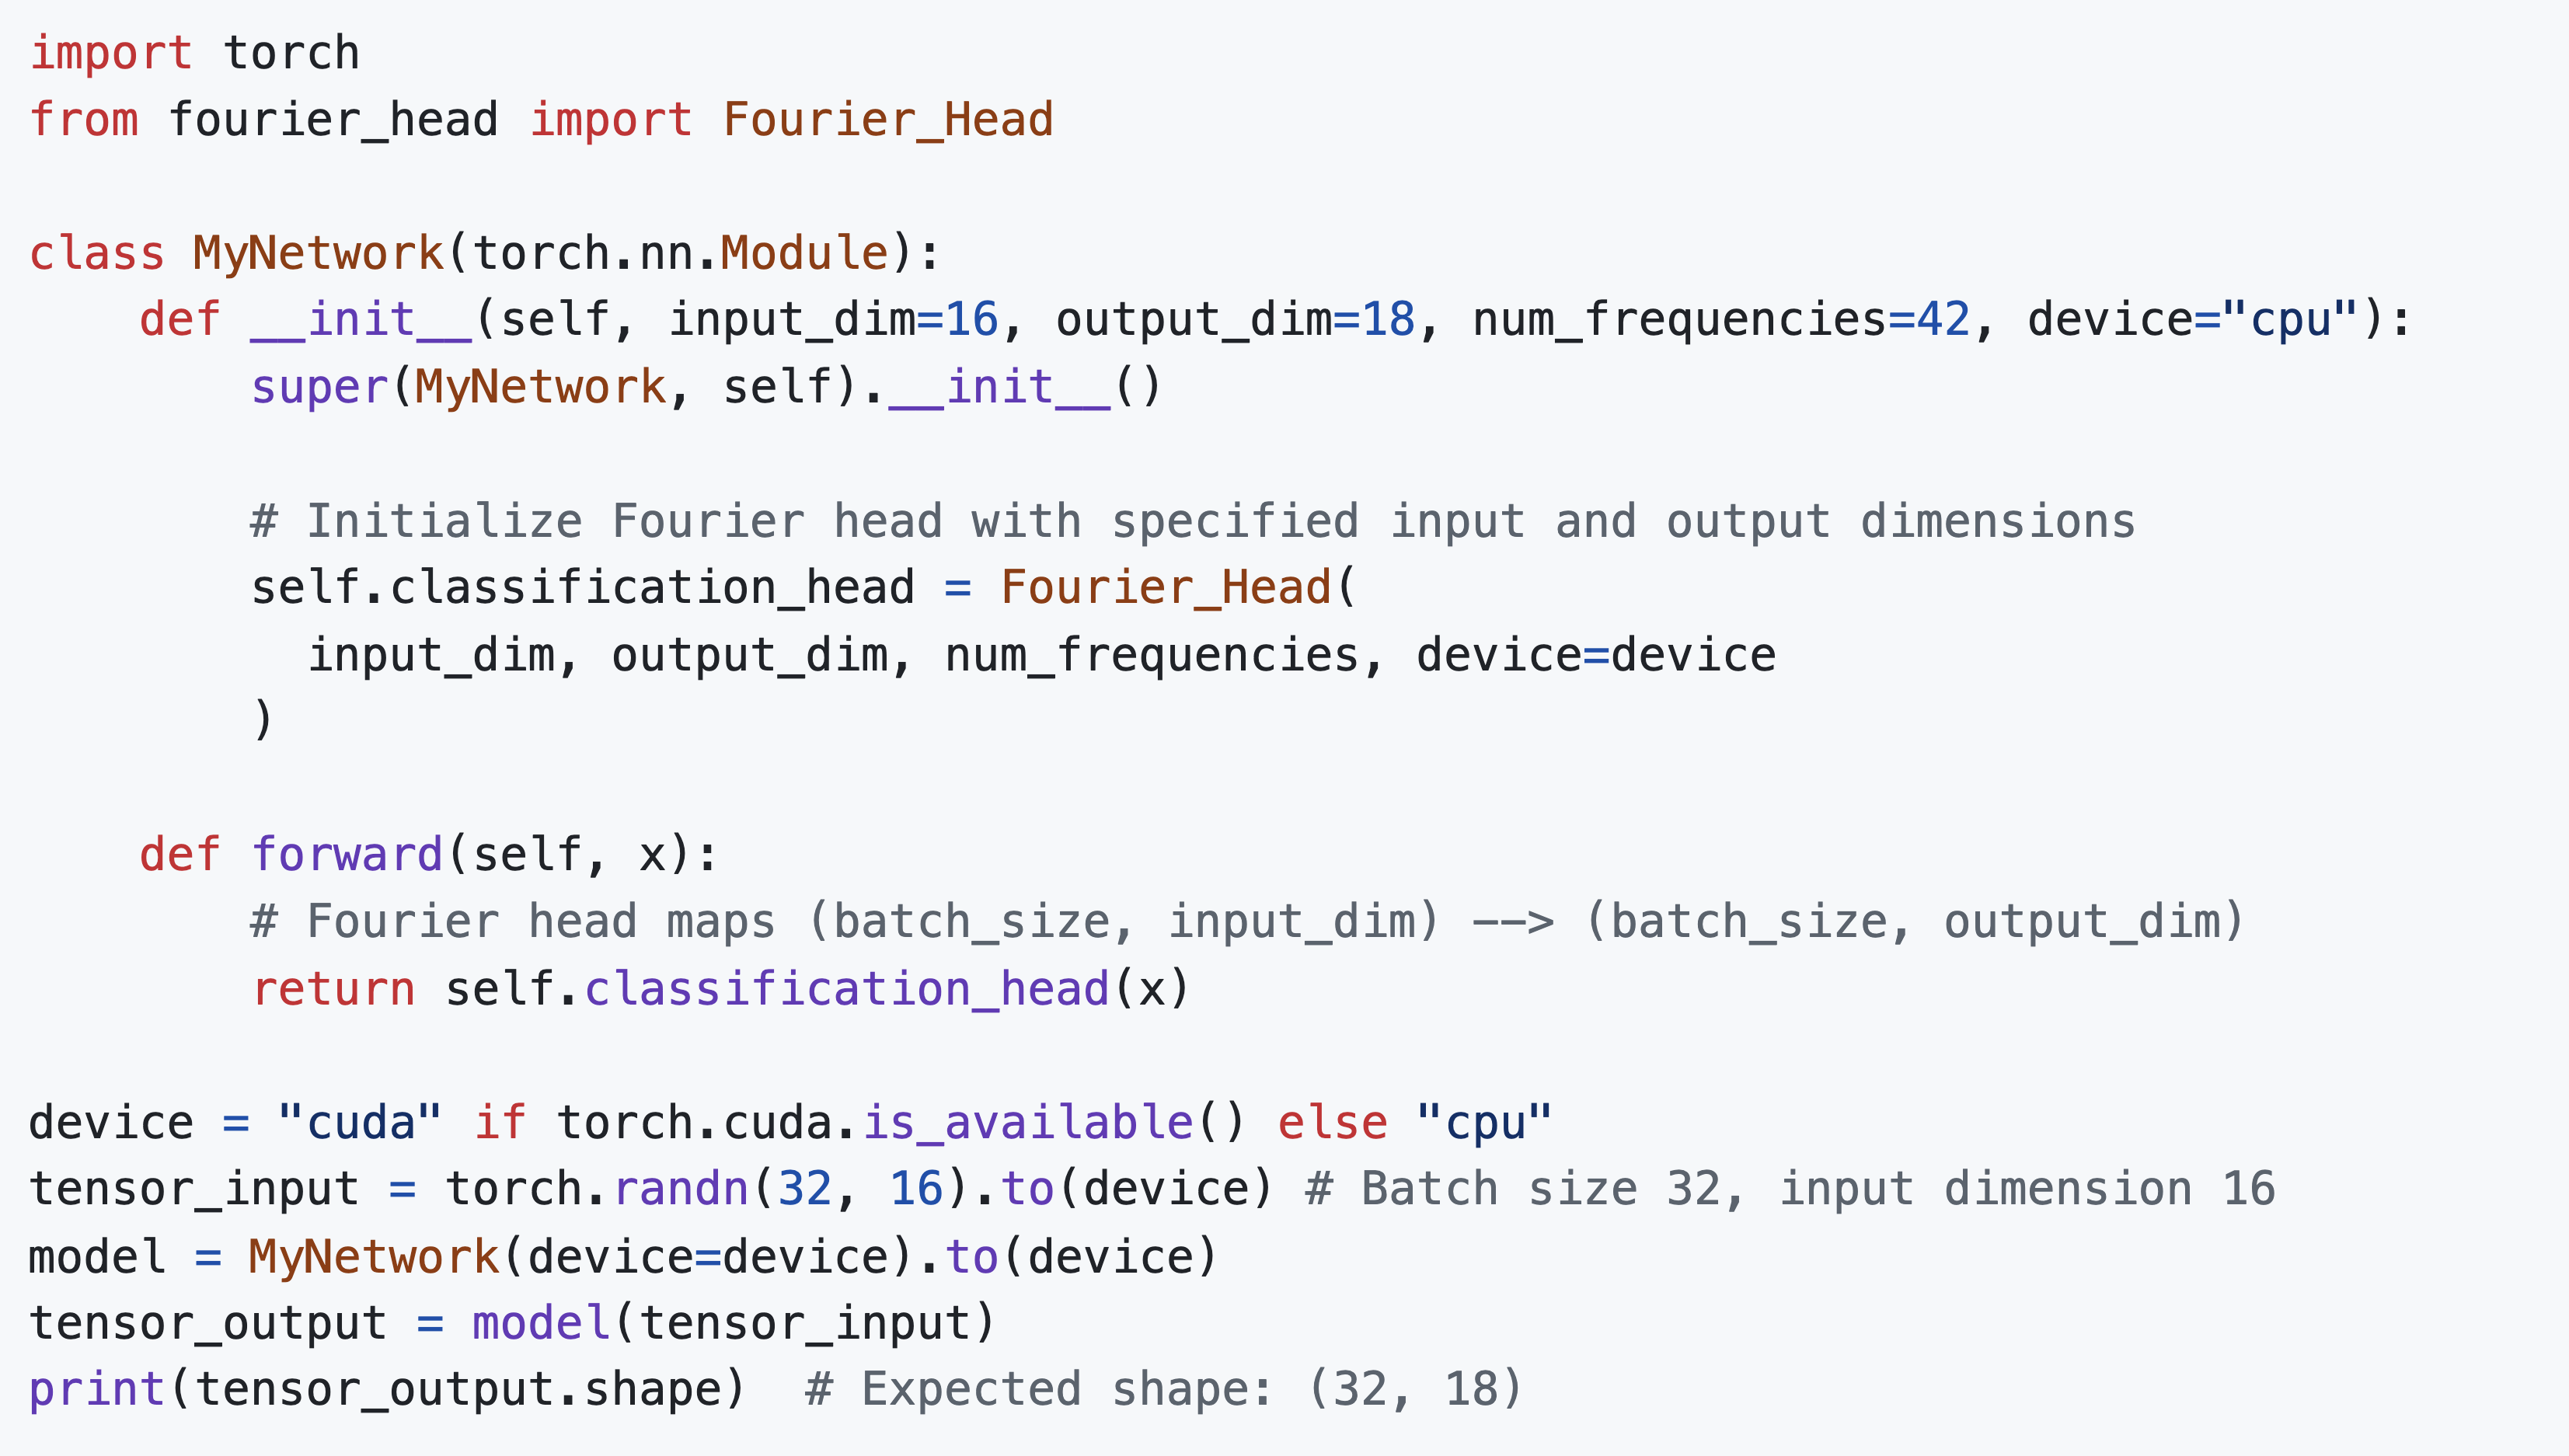 import torch
from fourier_head import Fourier_Head

class MyNetwork(torch.nn.Module):
    def __init__(self, input_dim=16, output_dim=18, num_frequencies=42, device="cpu"):
        super(MyNetwork, self).__init__()

        # Initialize Fourier head with specified input and output dimensions
        self.classification_head = Fourier_Head(
          input_dim, output_dim, num_frequencies, device=device
        )

    def forward(self, x):
        # Fourier head maps (batch_size, input_dim) --> (batch_size, output_dim)
        return self.classification_head(x)

device = "cuda" if torch.cuda.is_available() else "cpu"
tensor_input = torch.randn(32, 16).to(device) # Batch size 32, input dimension 16
model = MyNetwork(device=device).to(device)
tensor_output = model(tensor_input)
print(tensor_output.shape)  # Expected shape: (32, 18)